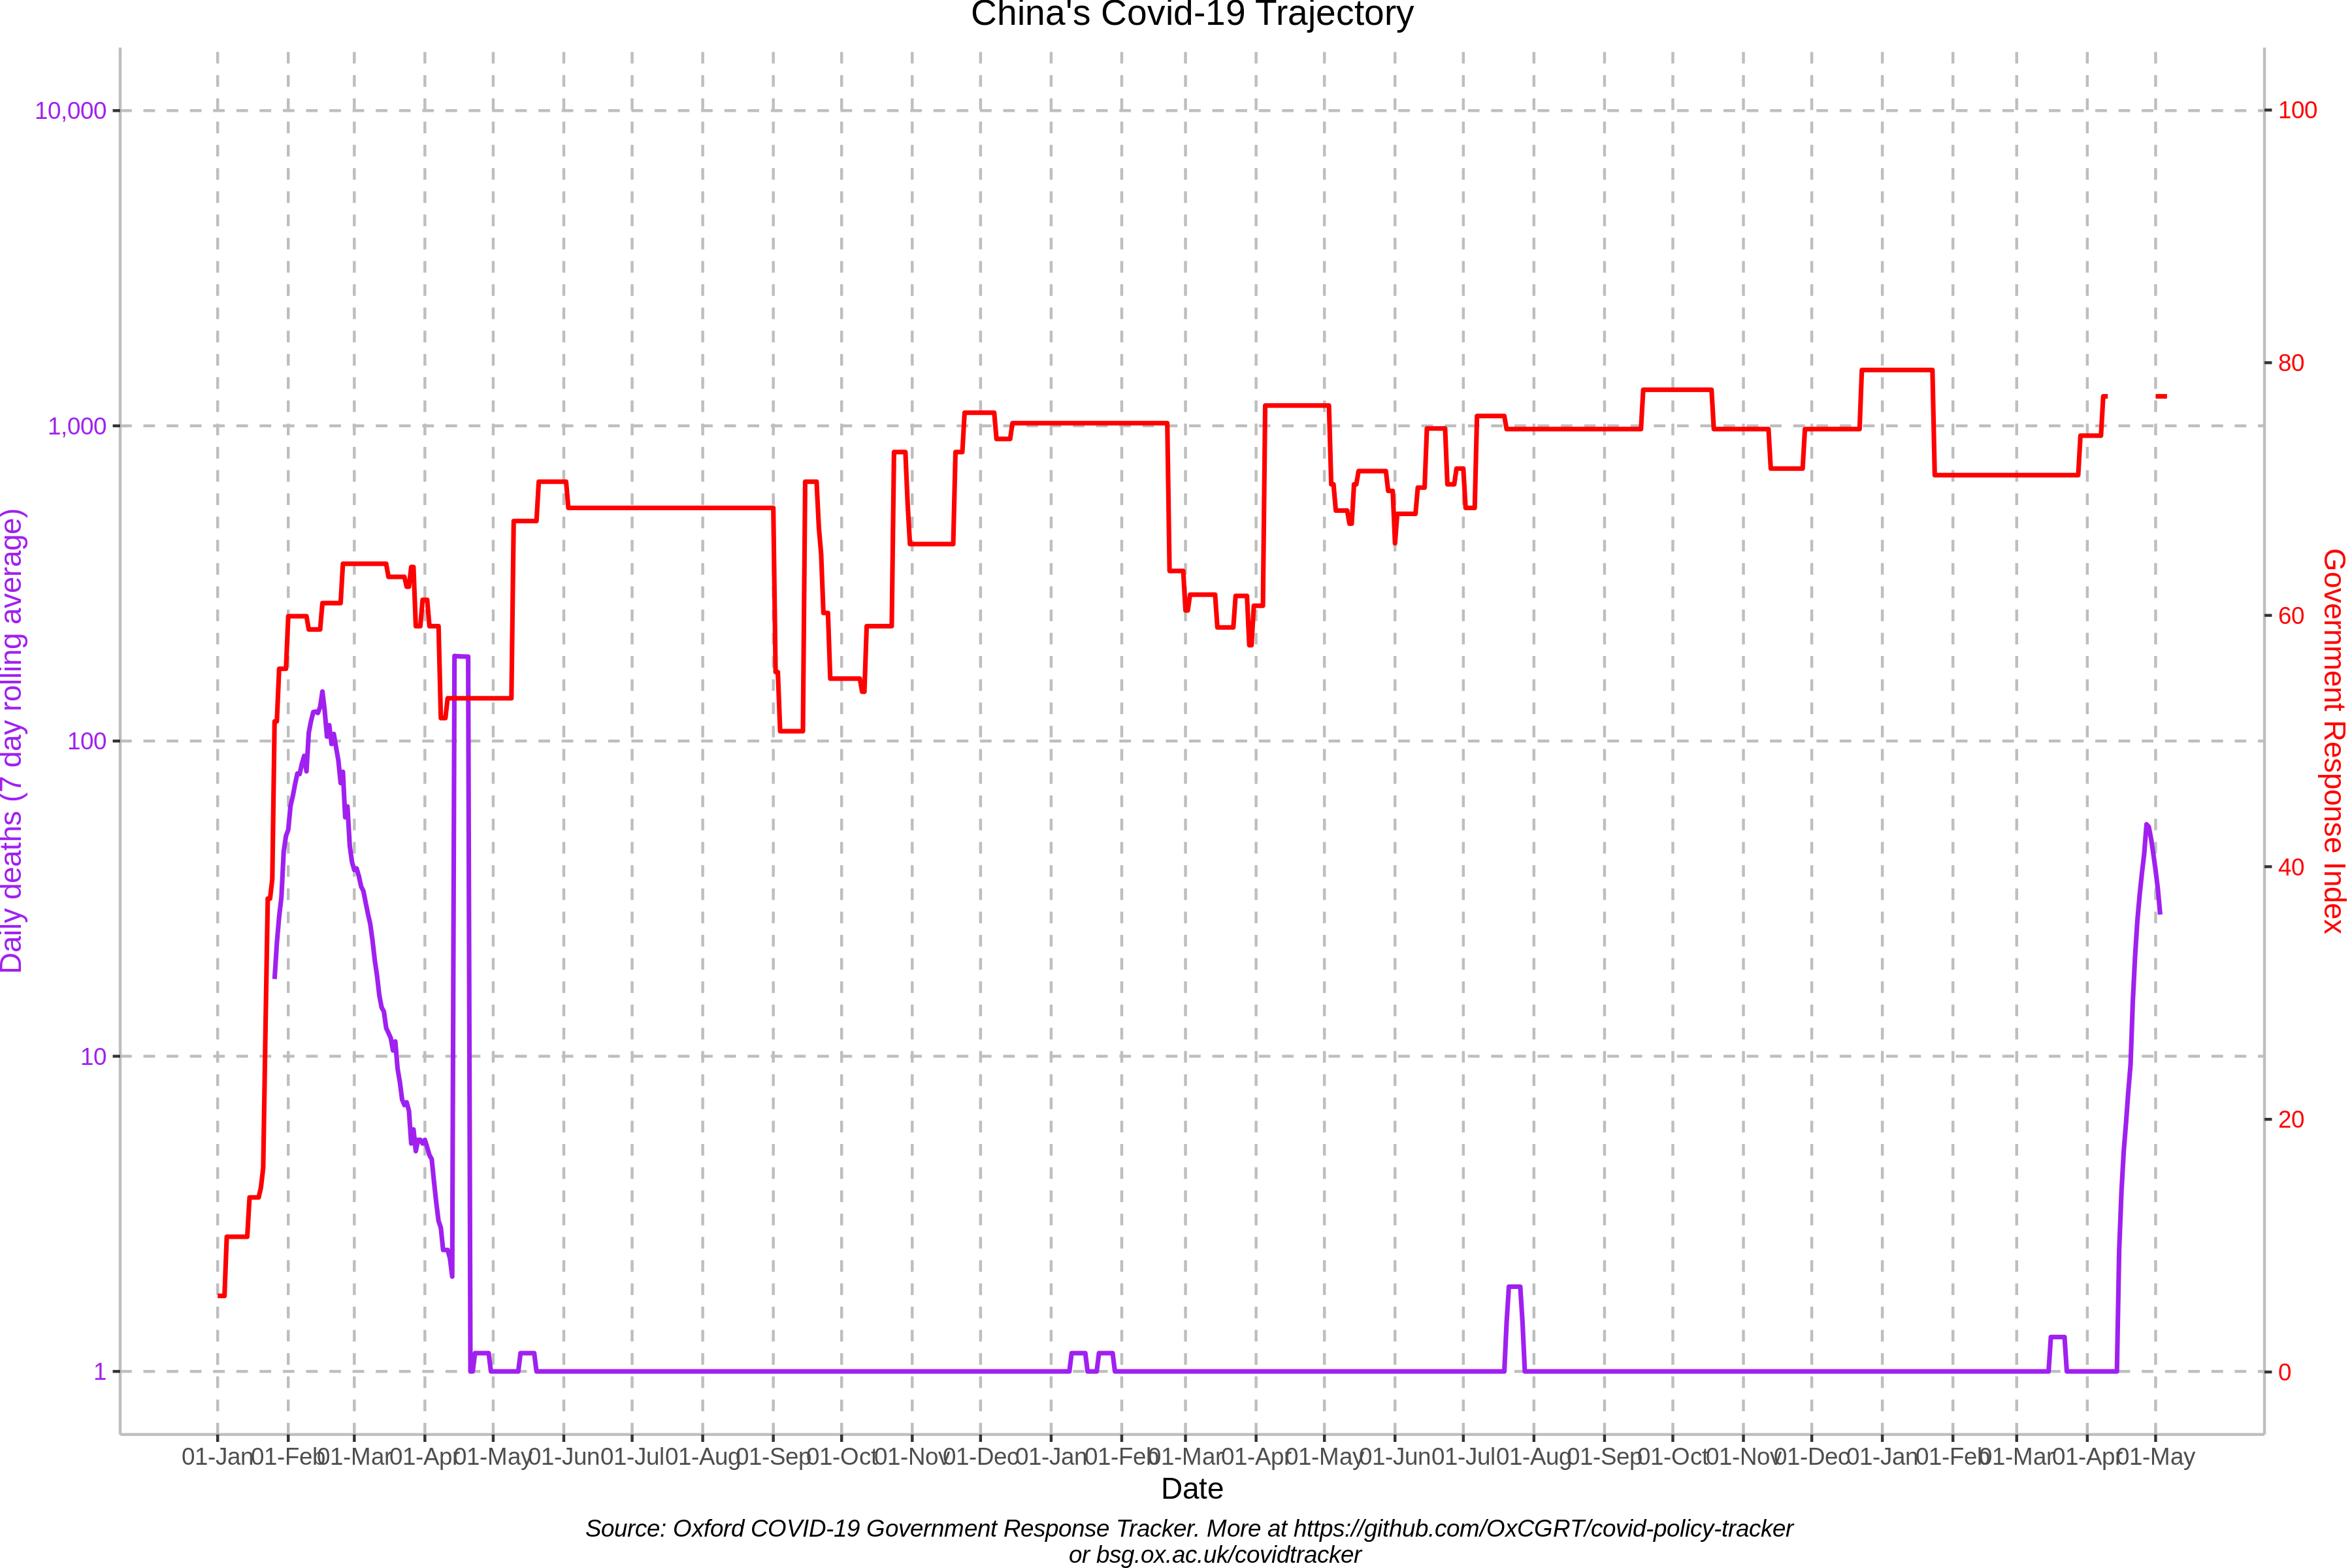 China's Covid-19 Trajectory
10,000
1,000
100
10
1
Daily deaths (7 day rolling average)
100
80
60
40
20
0
Government Response Index
01-Jan 01-Feb 01-Mar 01-Apr 01-May 01-Jun 01-Jul 01-Aug 01-Sep 01-Oct 01-Nov 01-Dec 01-Jan 01-Feb 01-Mar 01-Apr 01-May 01-Jun 01-Jul 01-Aug 01-Sep 01-Oct 01-Nov 01-Dec 01-Jan 01-Feb 01-Mar 01-Apr 01-May
Date
Source: Oxford COVID-19 Government Response Tracker. More at https://github.com/OxCGRT/covid-policy-tracker
or bsg.ox.ac.uk/covidtracker